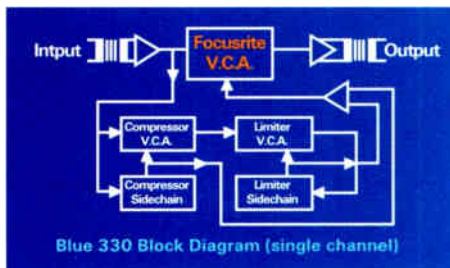 Intput
Focusrite
V.C.A.
Output
Compressor
V.C.A.
Limiter
V.C.A.
Compressor
Sidechain
Limiter
Sidechain
Blue 330 Block Diagram (single channel)